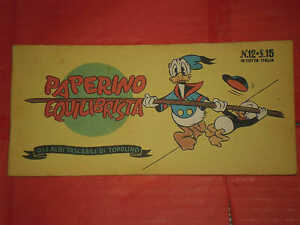 PAPERINO
EQUILIBRISTA
GLI ALBI TASCABILI DI TOPOLINO
N.12 • L.15
IN TUTTA ITALIA